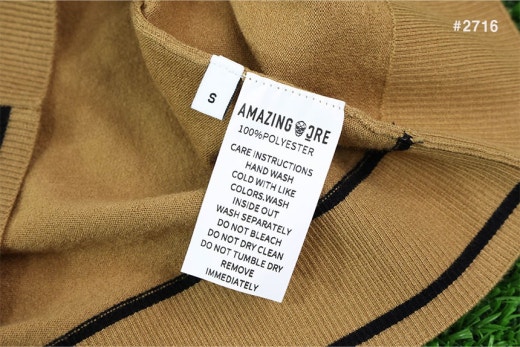 #2716
S
AMAZING ORE
100%POLYESTER
CARE INSTRUCTIONS
HAND WASH
COLD WITH LIKE
COLORS.WASH
INSIDE OUT
WASH SEPARATELY
DO NOT BLEACH
DO NOT DRY CLEAN
DO NOT TUMBLE DRY
REMOVE
IMMEDIATELY